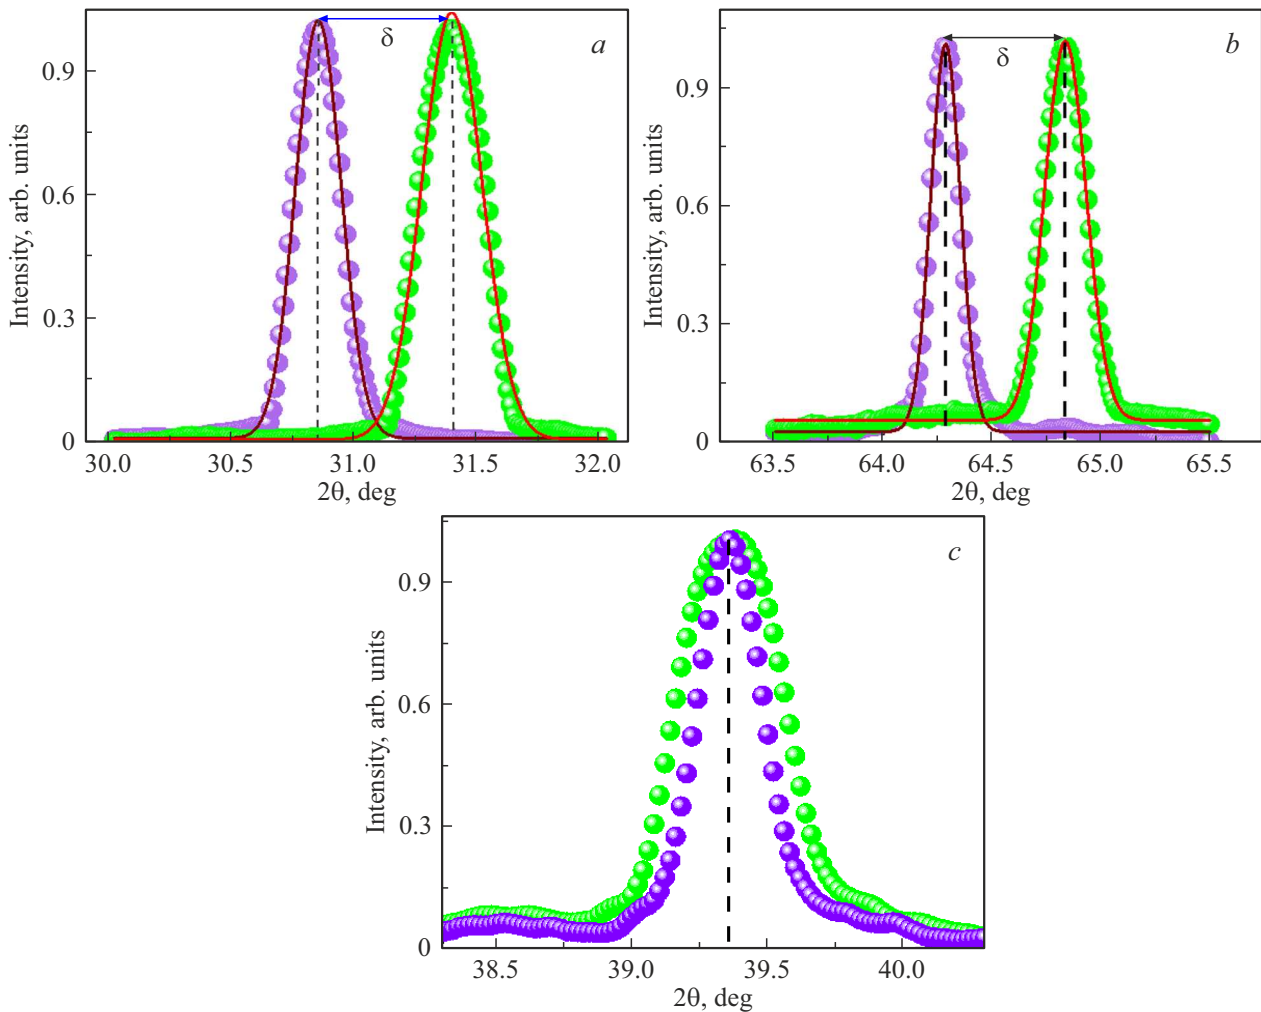 δ
a
0.9
0.6
0.3
0
Intensity, arb. units
30.0 30.5 31.0 31.5 32.0
2θ, deg
δ
b
0.9
0.6
0.3
0
Intensity, arb. units
63.5 64.0 64.5 65.0 65.5
2θ, deg
c
0.9
0.6
0.3
0
Intensity, arb. units
38.5 39.0 39.5 40.0
2θ, deg